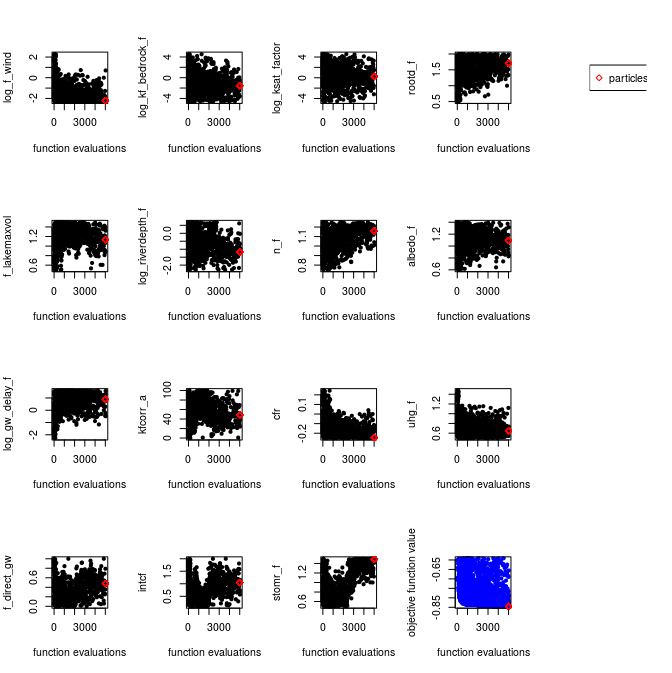 log_f_wind
-2 0 2
0 3000
function evaluations
log_kf_bedrock_f
-4 0 4
0 3000
function evaluations
log_ksat_factor
-4 0 4
0 3000
function evaluations
rootd_f
0.5 1.5
0 3000
function evaluations
particles
f_lakemaxvol
0.6 1.2
0 3000
function evaluations
log_riverdepth_f
-2.0 0.0
0 3000
function evaluations
n_f
0.8 1.1
0 3000
function evaluations
albedo_f
0.6 1.2
0 3000
function evaluations
log_gw_delay_f
-2 0
0 3000
function evaluations
kfcorr_a
0 40 100
0 3000
function evaluations
cfr
-0.2 0.1
0 3000
function evaluations
uhg_f
0.6 1.2
0 3000
function evaluations
f_direct_gw
0.0 0.6
0 3000
function evaluations
intcf
0.5 1.5
0 3000
function evaluations
stomr_f
0.6 1.2
0 3000
function evaluations
objective function value
-0.85 -0.65
0 3000
function evaluations